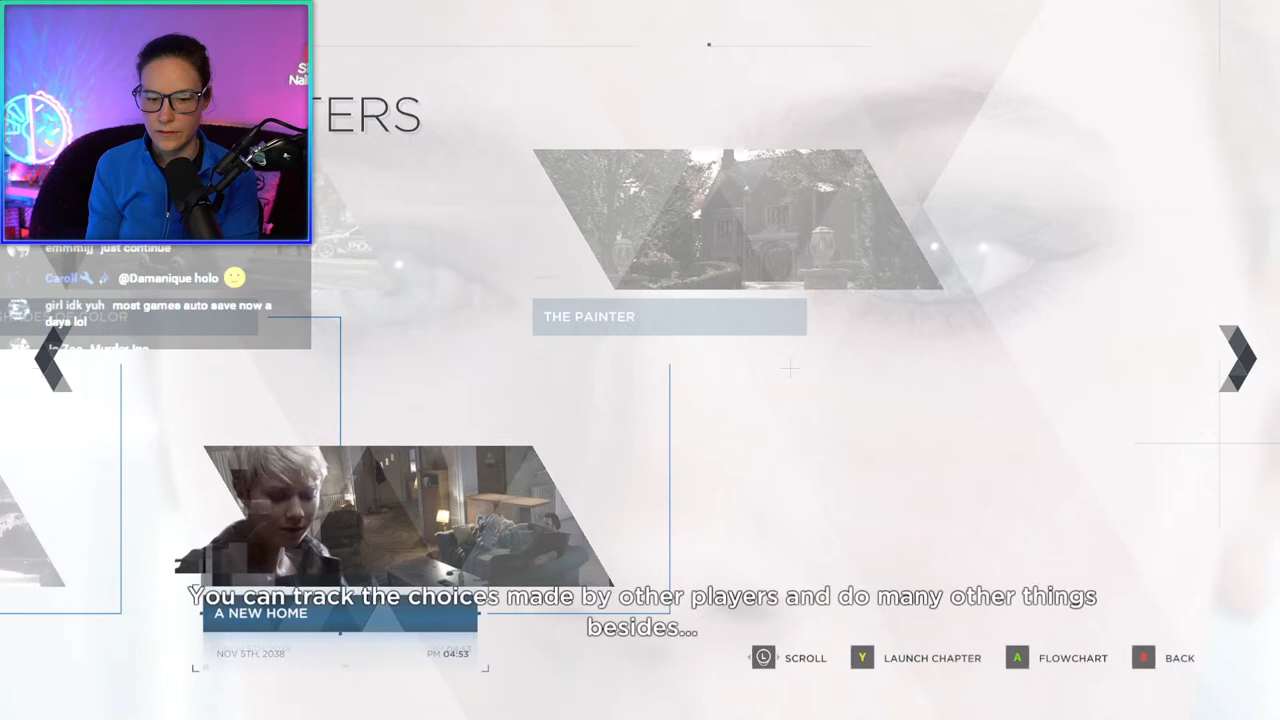 TERS
emmmijj just continue
Caroll @Damanique holo
girl idk yuh most games auto save now a
days lol
THE PAINTER
You can track the choices made by other players and do many other things
besides...
A NEW HOME
NOV 5TH, 2038
PM 04:53
SCROLL
Y LAUNCH CHAPTER
A FLOWCHART
BACK